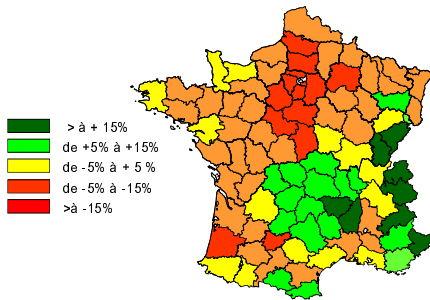 > à + 15%
de +5% à +15%
de -5% à + 5 %
de -5% à -15%
>à -15%